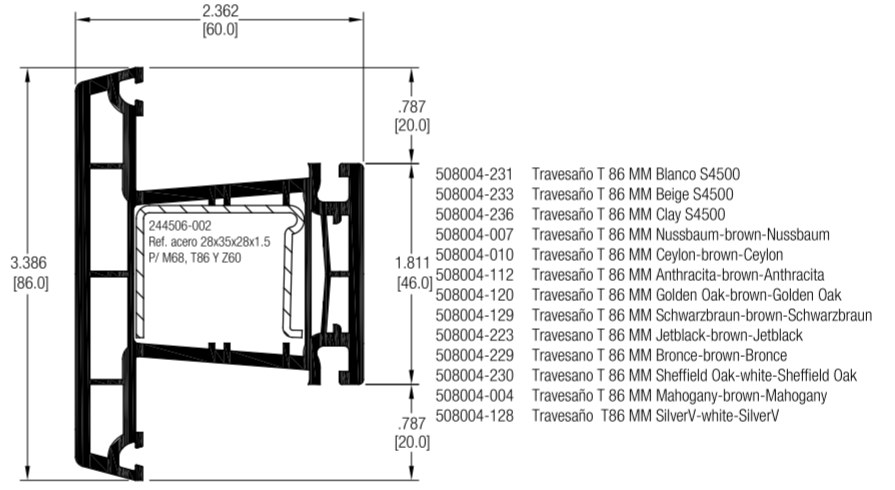 2.362
[60.0]
.787
[20.0]
3.386
[86.0]
244506-002
Ref. acero 28x35x28x1.5
P/ M68, T86 Y Z60
1.811
[46.0]
.787
[20.0]
508004-231 Travesaño T 86 MM Blanco S4500
508004-233 Travesaño T 86 MM Beige S4500
508004-236 Travesaño T 86 MM Clay S4500
508004-007 Travesaño T 86 MM Nussbaum-brown-Nussbaum
508004-010 Travesaño T 86 MM Ceylon-brown-Ceylon
508004-112 Travesaño T 86 MM Anthracita-brown-Anthracita
508004-120 Travesaño T 86 MM Golden Oak-brown-Golden Oak
508004-129 Travesaño T 86 MM Schwarzbraun-brown-Schwarzbraun
508004-223 Travesano T 86 MM Jetblack-brown-Jetblack
508004-229 Travesano T 86 MM Bronce-brown-Bronce
508004-230 Travesano T 86 MM Sheffield Oak-white-Sheffield Oak
508004-004 Travesano T 86 MM Mahogany-brown-Mahogany
508004-128 Travesaño T86 MM SilverV-white-SilverV